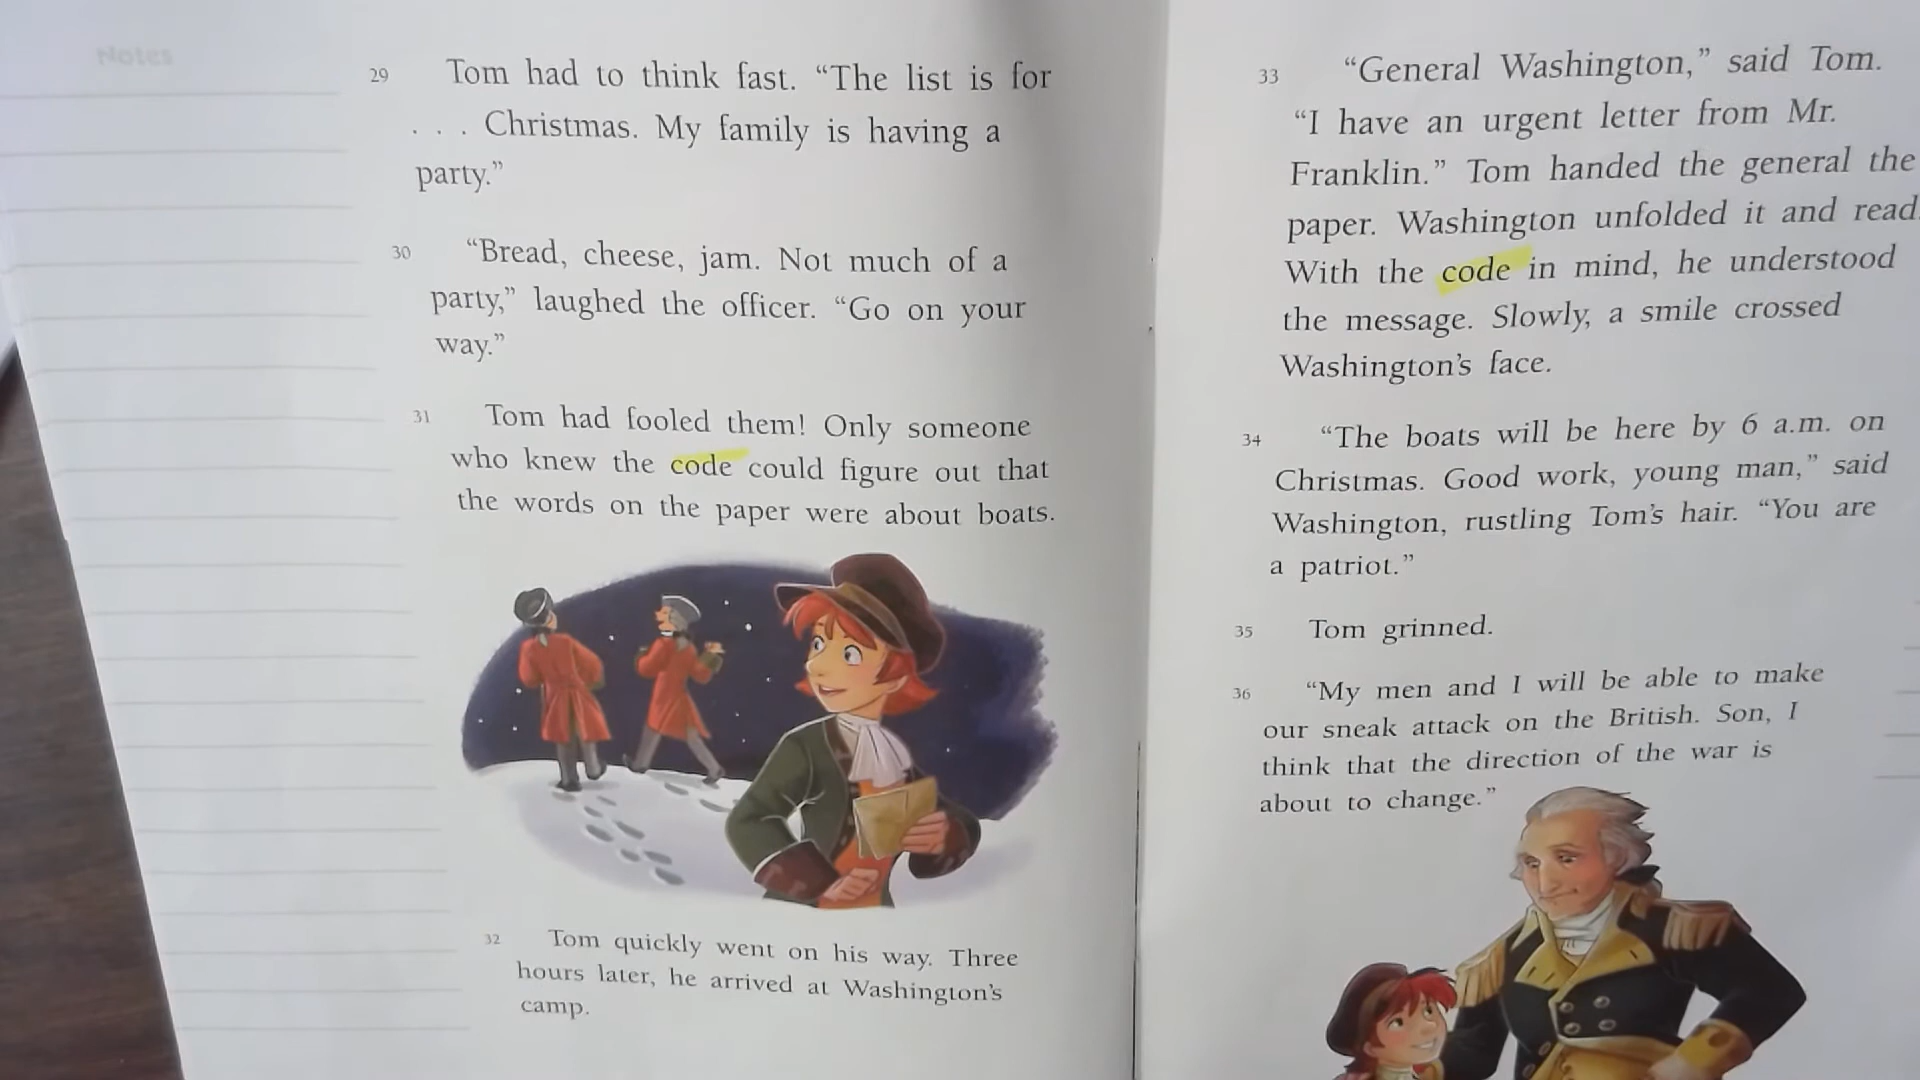 Notes
29 Tom had to think fast. “The list is for
. . . Christmas. My family is having a
party.”
30 “Bread, cheese, jam. Not much of a
party,” laughed the officer. “Go on your
way.”
31 Tom had fooled them! Only someone
who knew the code could figure out that
the words on the paper were about boats.
32 Tom quickly went on his way. Three
hours later, he arrived at Washington’s
camp.
33 “General Washington,” said Tom.
“I have an urgent letter from Mr.
Franklin.” Tom handed the general the
paper. Washington unfolded it and read.
With the code in mind, he understood
the message. Slowly, a smile crossed
Washington’s face.
34 “The boats will be here by 6 a.m. on
Christmas. Good work, young man,” said
Washington, rustling Tom’s hair. “You are
a patriot.”
35 Tom grinned.
36 “My men and I will be able to make
our sneak attack on the British. Son, I
think that the direction of the war is
about to change.”